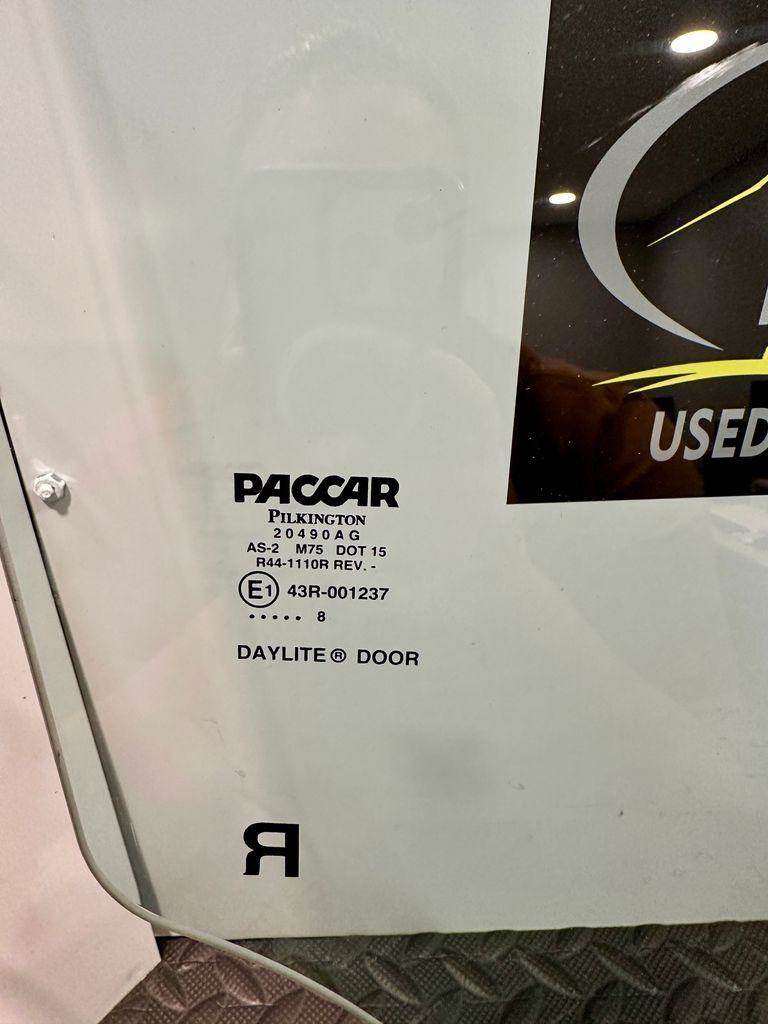 USED
PACCAR
PILKINGTON
20490AG
AS-2 M75 DOT 15
R44-1110R REV. -
E1 43R-001237
..... 8
DAYLITE® DOOR
R